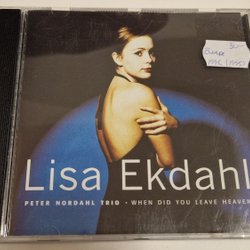 Lisa Ekdahl
PETER NORDAHL TRIO · WHEN DID YOU LEAVE HEAVEN